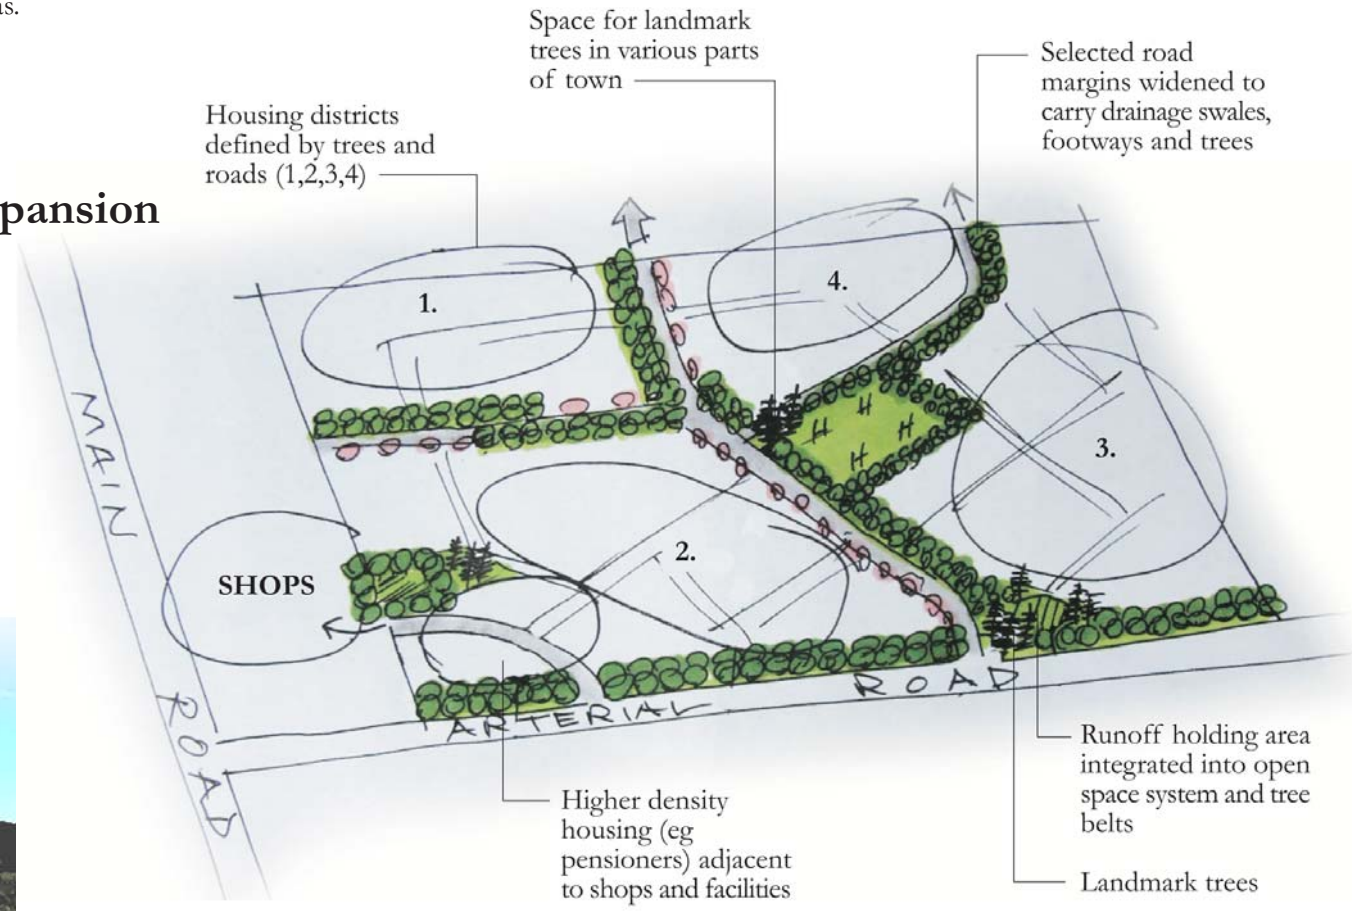 as.
Space for landmark
trees in various parts
of town
Selected road
margins widened to
carry drainage swales,
footways and trees
Housing districts
defined by trees and
roads (1,2,3,4)
pansion
1.
4.
3.
2.
MAIN
ROAD
SHOPS
ARTERIAL ROAD
Runoff holding area
integrated into open
space system and tree
belts
Higher density
housing (eg
pensioners) adjacent
to shops and facilities
Landmark trees